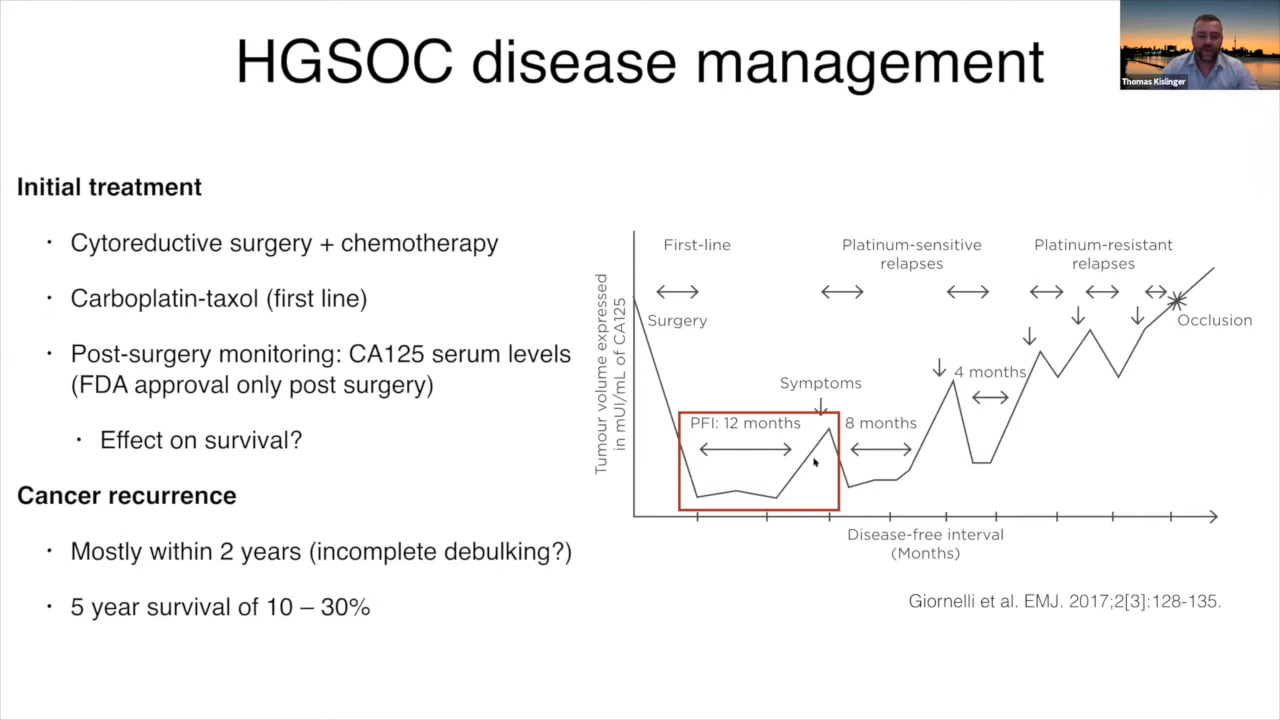 HGSOC disease management
Thomas Kislinger
Initial treatment
· Cytoreductive surgery + chemotherapy
· Carboplatin-taxol (first line)
· Post-surgery monitoring: CA125 serum levels
(FDA approval only post surgery)
· Effect on survival?
Cancer recurrence
· Mostly within 2 years (incomplete debulking?)
· 5 year survival of 10 – 30%
Tumour volume expressed
in mUI/mL of CA125
First-line
Platinum-sensitive
relapses
Platinum-resistant
relapses
Surgery
Occlusion
Symptoms
4 months
PFI: 12 months
8 months
Disease-free interval
(Months)
Giornelli et al. EMJ. 2017;2[3]:128-135.